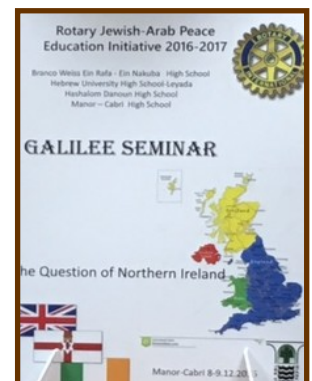 Rotary Jewish-Arab Peace
Education Initiative 2016-2017
Branco Weiss Ein Rafa - Ein Nakuba High School
Hebrew University High School-Leyada
Hashalom Danoun High School
Manor – Cabri High School
ROTARY
INTERNATIONAL
GALILEE SEMINAR
he Question of Northern Ireland
Manor-Cabri 8-9.12.